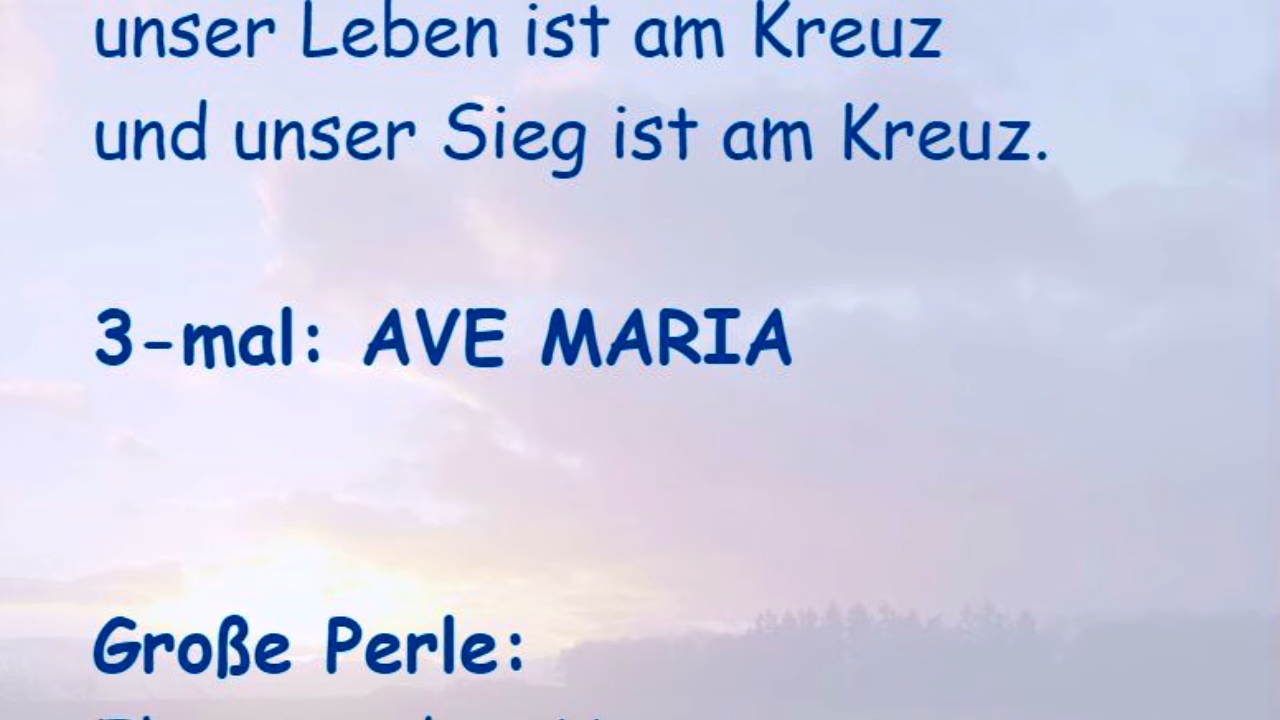 unser Leben ist am Kreuz
und unser Sieg ist am Kreuz.
3-mal: AVE MARIA
Große Perle: